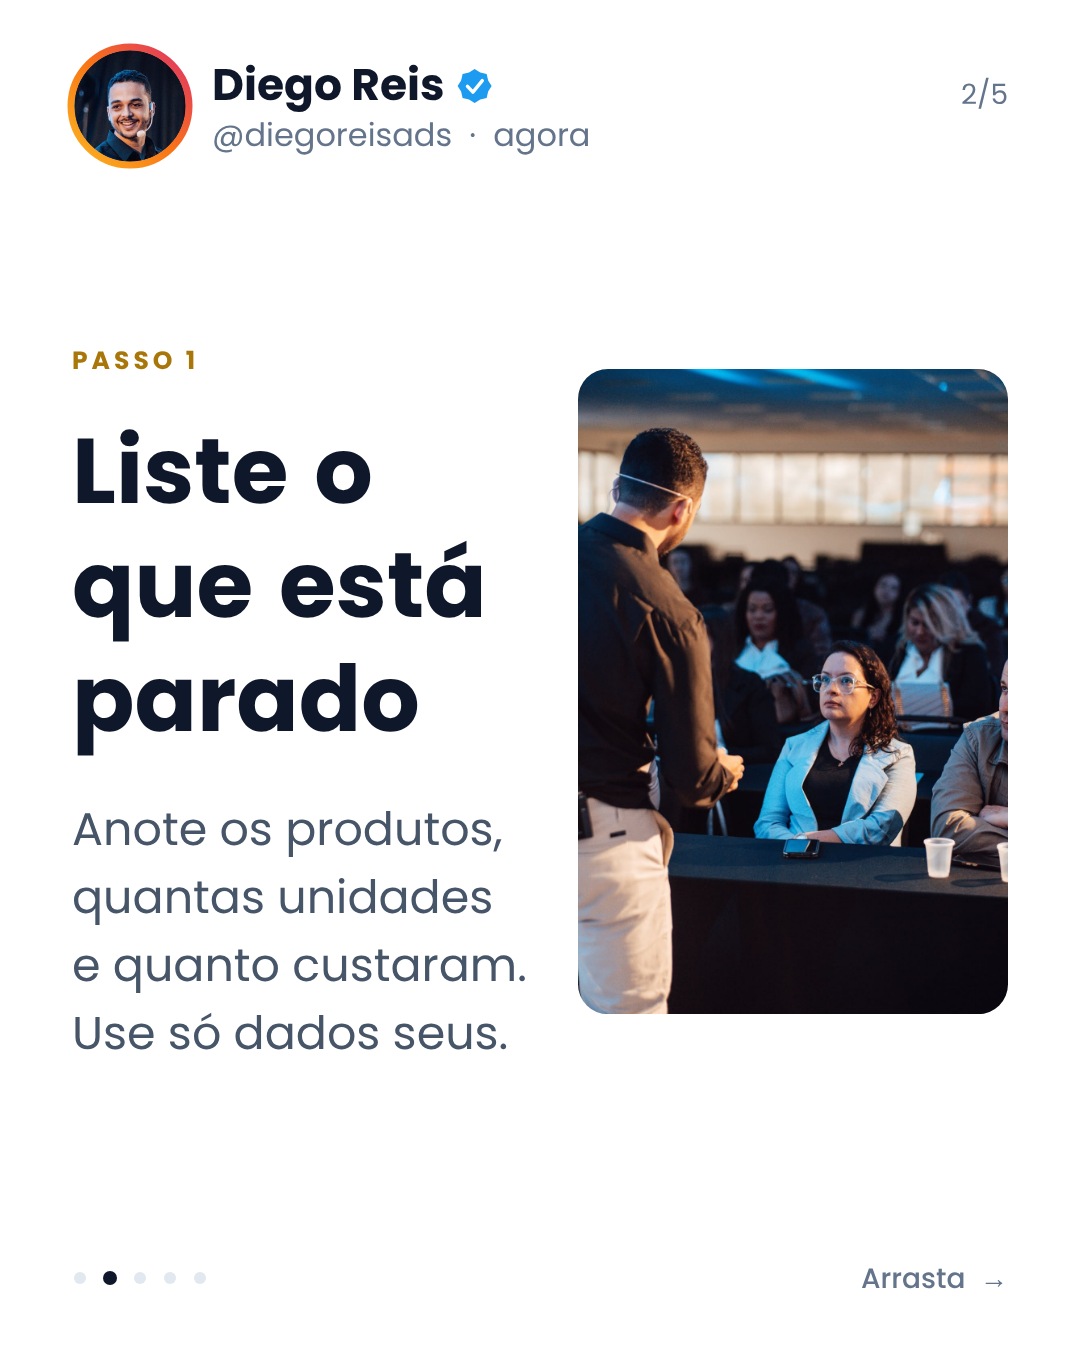 Diego Reis
@diegoreisads · agora
2/5
PASSO 1
Liste o
que está
parado
Anote os produtos,
quantas unidades
e quanto custaram.
Use só dados seus.
Arrasta →